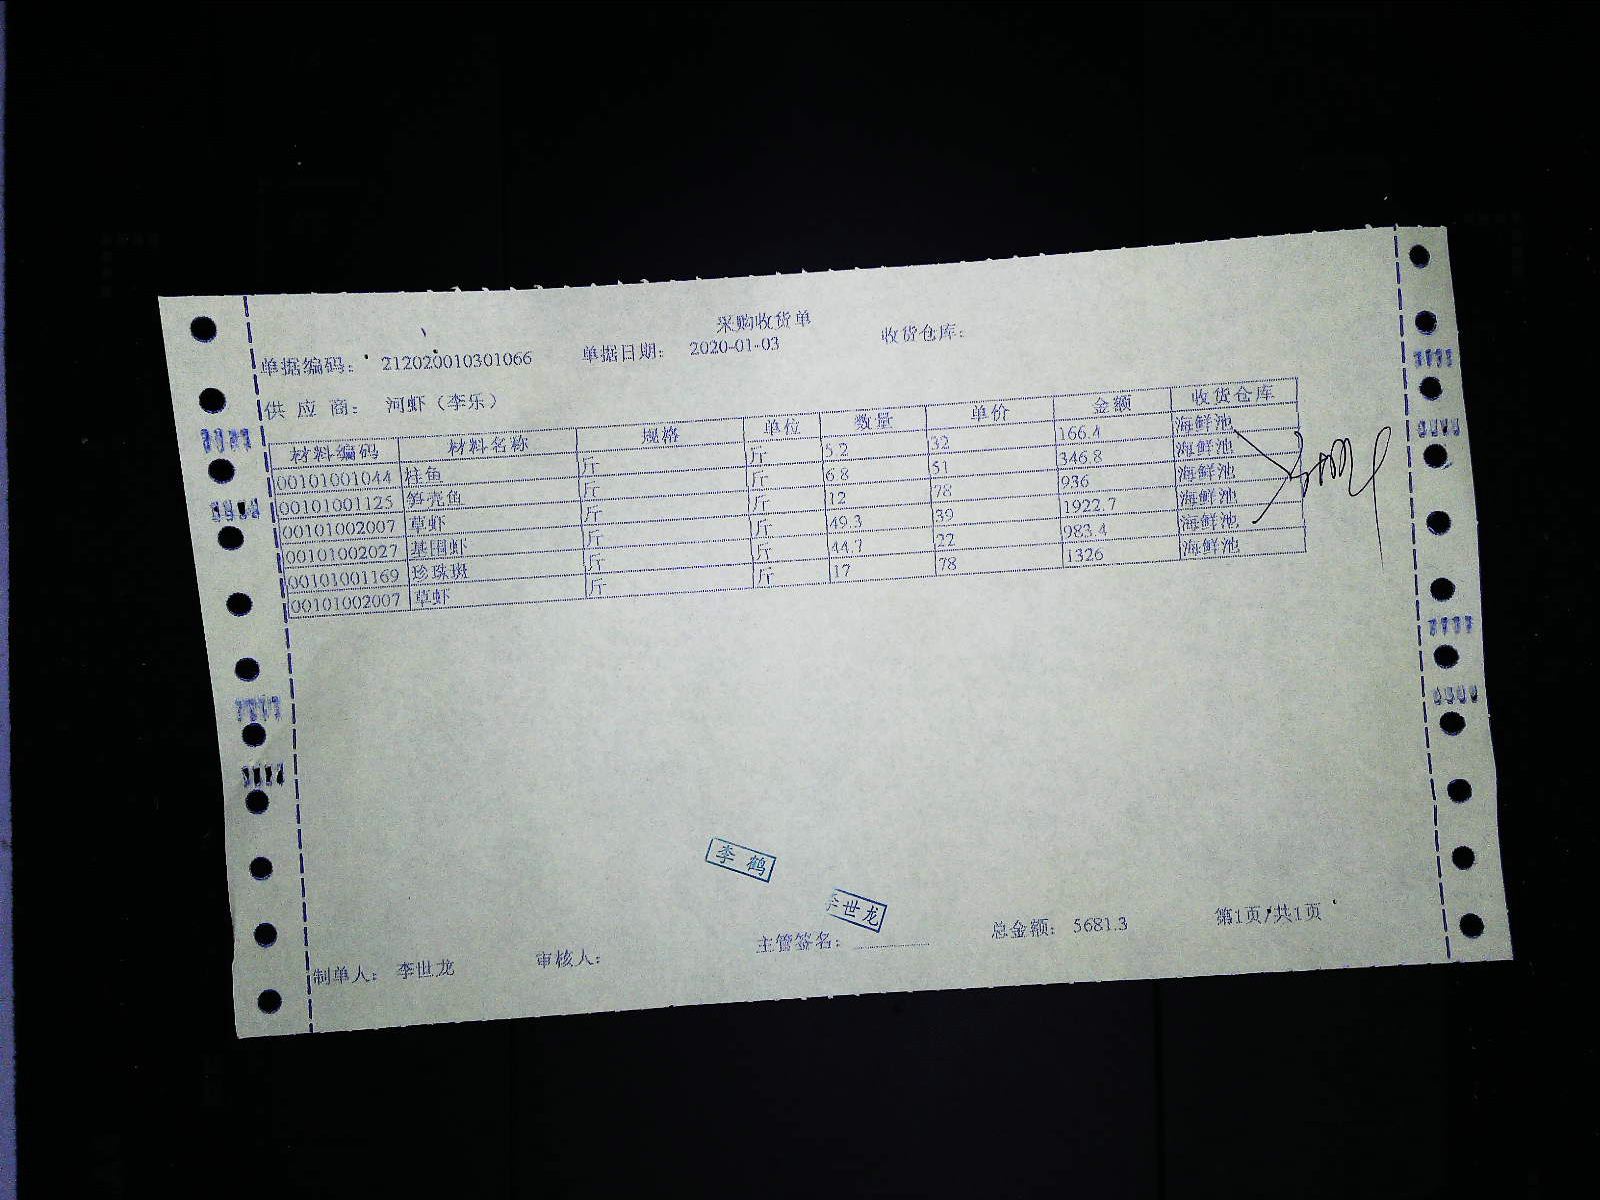 采购收货单
单据编码： 212020010301066 单据日期： 2020-01-03 收货仓库：
供 应 商： 河虾（李乐）
材料编码 材料名称 规格 单位 数量 单价 金额 收货仓库
00101001044 桂鱼 斤 斤 5.2 32 166.4 海鲜池
00101001125 笋壳鱼 斤 斤 6.8 51 346.8 海鲜池
00101002007 草虾 斤 斤 12 78 936 海鲜池
00101002027 基围虾 斤 斤 49.3 39 1922.7 海鲜池
00101001169 珍珠斑 斤 斤 44.7 22 983.4 海鲜池
00101002007 草虾 斤 斤 17 78 1326 海鲜池
李鹤
李世龙
制单人： 李世龙 审核人： 主管签名： 总金额： 5681.3 第1页/共1页